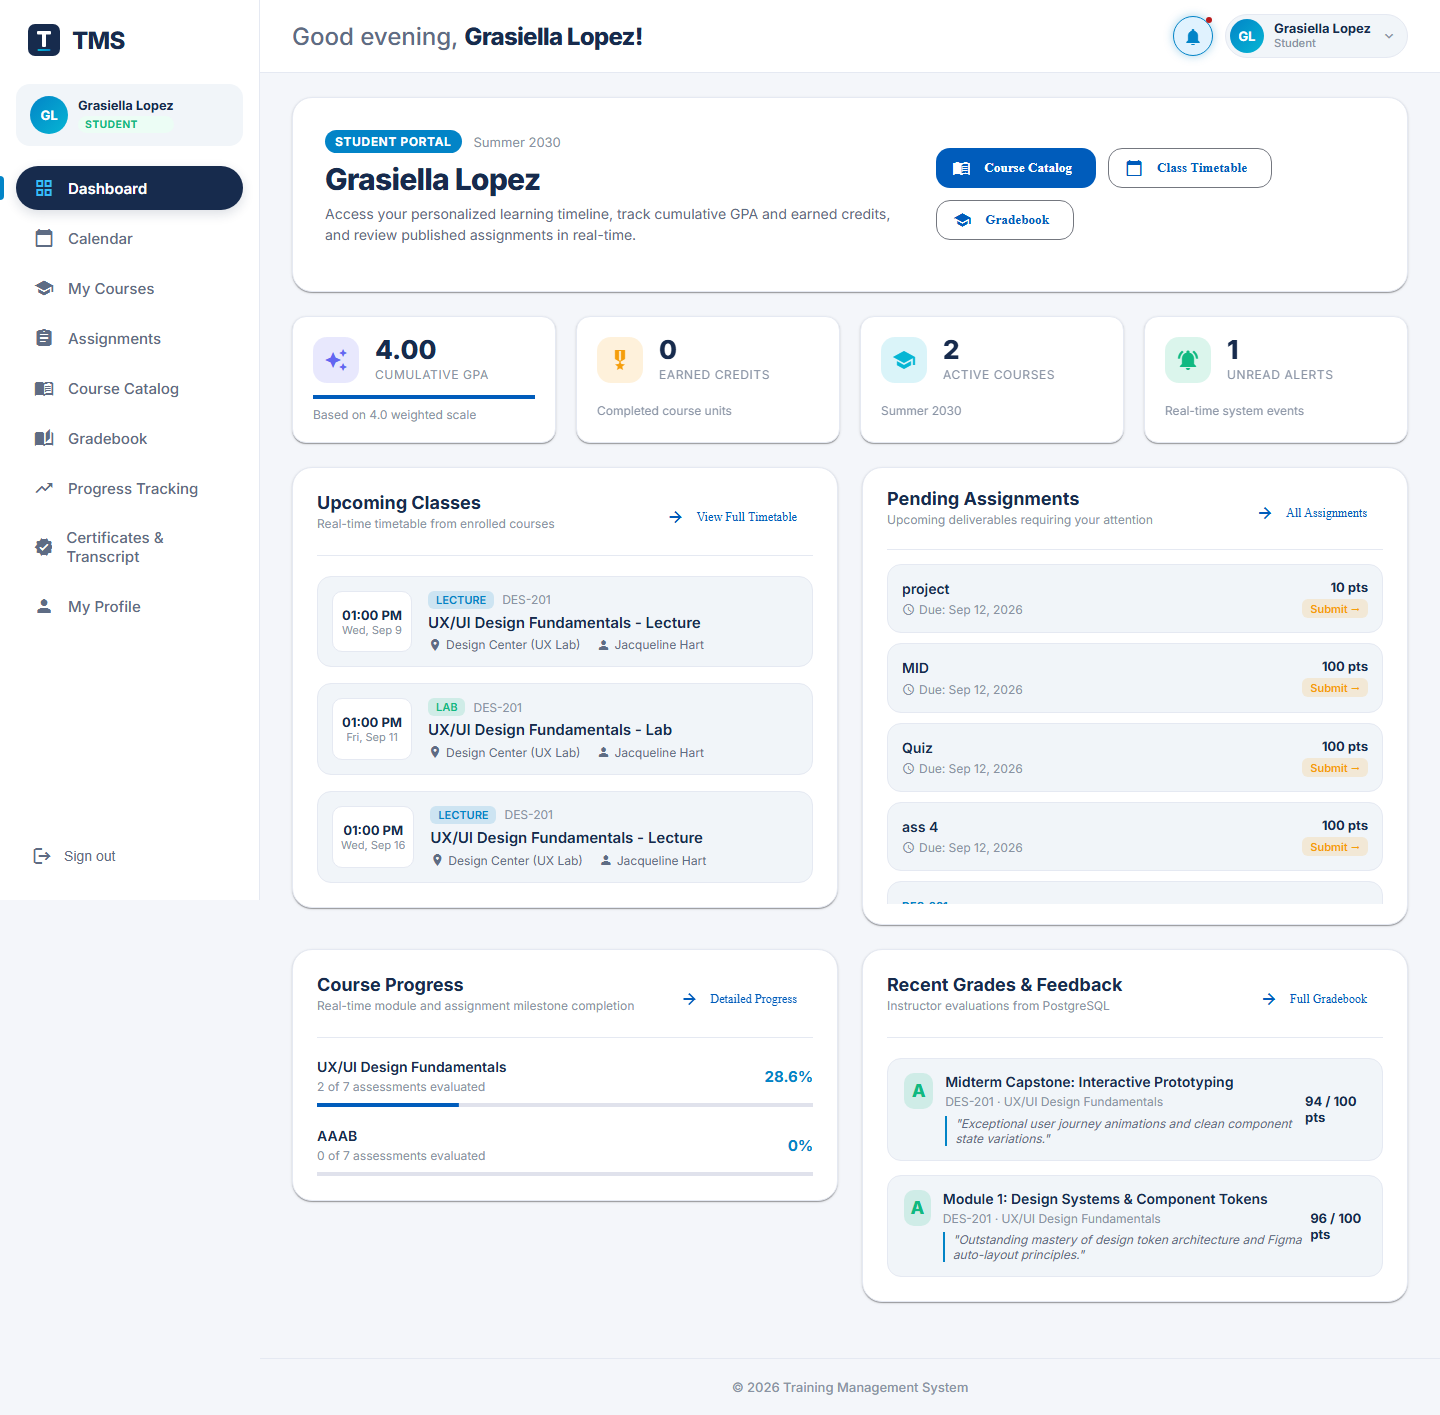 TMS
GL
Grasiella Lopez
STUDENT
Dashboard
Calendar
My Courses
Assignments
Course Catalog
Gradebook
Progress Tracking
Certificates &
Transcript
My Profile
Sign out
Good evening, Grasiella Lopez!
GL
Grasiella Lopez
Student
STUDENT PORTAL
Summer 2030
Grasiella Lopez
Access your personalized learning timeline, track cumulative GPA and earned credits,
and review published assignments in real-time.
Course Catalog
Class Timetable
Gradebook
4.00
CUMULATIVE GPA
Based on 4.0 weighted scale
0
EARNED CREDITS
Completed course units
2
ACTIVE COURSES
Summer 2030
1
UNREAD ALERTS
Real-time system events
Upcoming Classes
Real-time timetable from enrolled courses
View Full Timetable
01:00 PM
Wed, Sep 9
LECTURE DES-201
UX/UI Design Fundamentals - Lecture
Design Center (UX Lab) Jacqueline Hart
01:00 PM
Fri, Sep 11
LAB DES-201
UX/UI Design Fundamentals - Lab
Design Center (UX Lab) Jacqueline Hart
01:00 PM
Wed, Sep 16
LECTURE DES-201
UX/UI Design Fundamentals - Lecture
Design Center (UX Lab) Jacqueline Hart
Pending Assignments
Upcoming deliverables requiring your attention
All Assignments
project
Due: Sep 12, 2026
10 pts
Submit →
MID
Due: Sep 12, 2026
100 pts
Submit →
Quiz
Due: Sep 12, 2026
100 pts
Submit →
ass 4
Due: Sep 12, 2026
100 pts
Submit →
Course Progress
Real-time module and assignment milestone completion
Detailed Progress
UX/UI Design Fundamentals
2 of 7 assessments evaluated
28.6%
AAAB
0 of 7 assessments evaluated
0%
Recent Grades & Feedback
Instructor evaluations from PostgreSQL
Full Gradebook
A
Midterm Capstone: Interactive Prototyping
DES-201 · UX/UI Design Fundamentals
"Exceptional user journey animations and clean component
state variations."
94 / 100
pts
A
Module 1: Design Systems & Component Tokens
DES-201 · UX/UI Design Fundamentals
"Outstanding mastery of design token architecture and Figma
auto-layout principles."
96 / 100
pts
© 2026 Training Management System